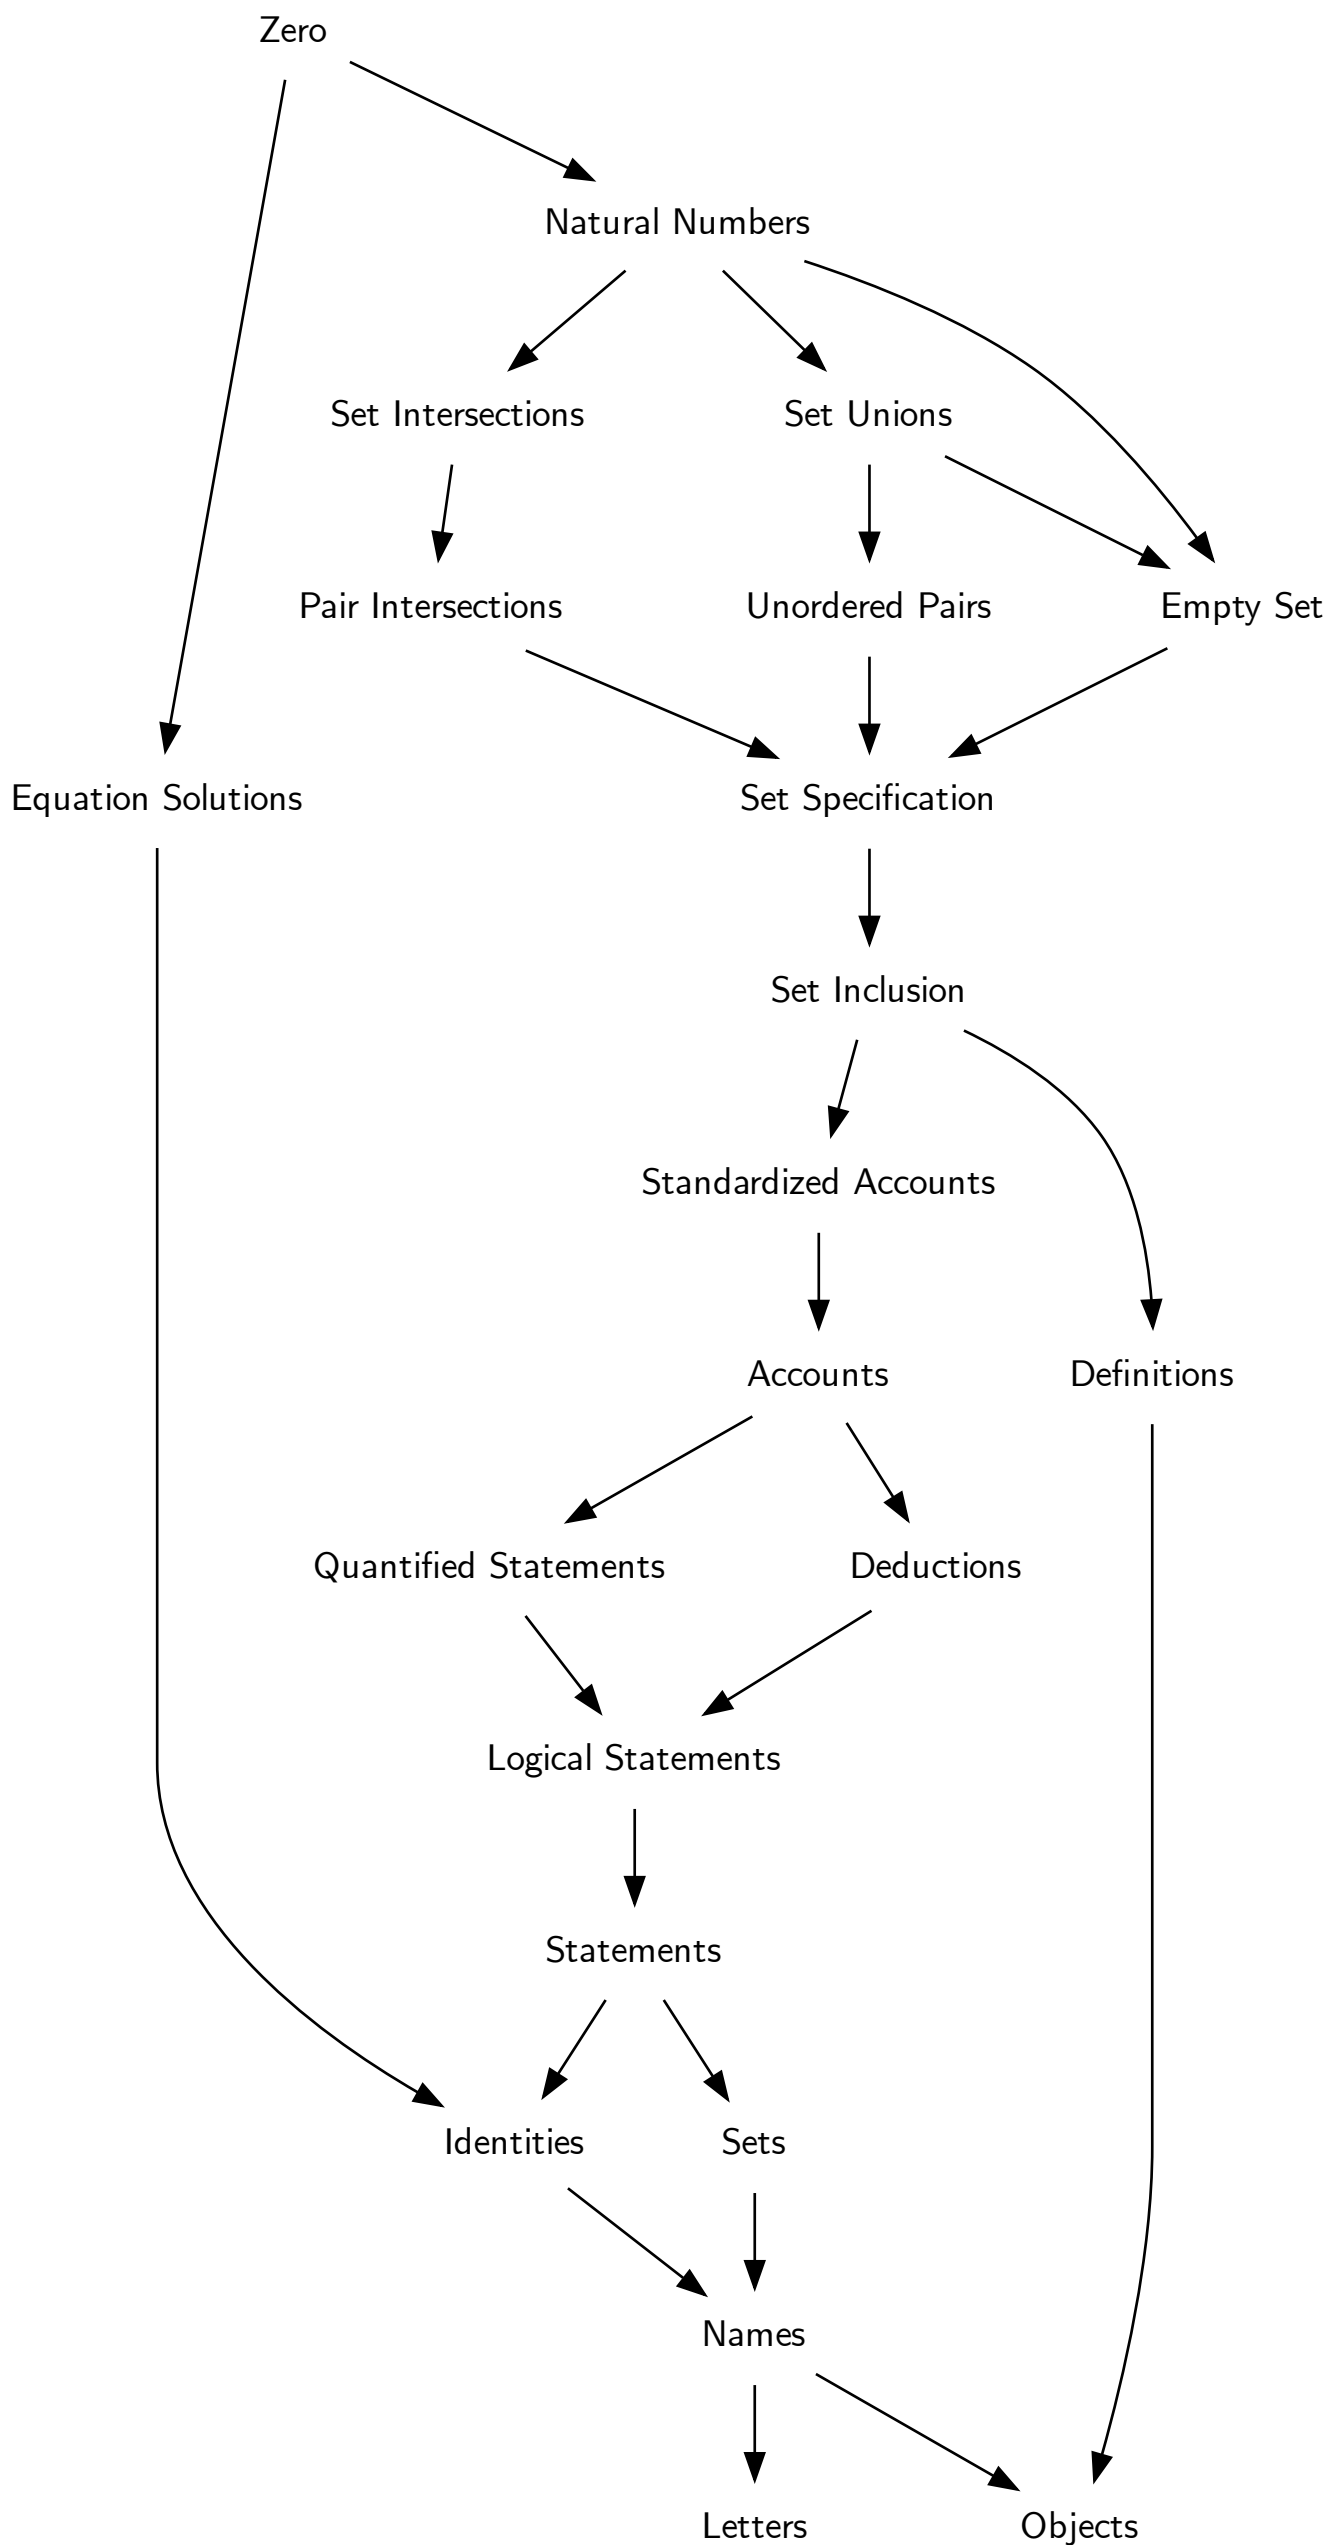 Zero
Natural Numbers
Set Intersections
Set Unions
Pair Intersections
Unordered Pairs
Empty Set
Equation Solutions
Set Specification
Set Inclusion
Standardized Accounts
Accounts
Definitions
Quantified Statements
Deductions
Logical Statements
Statements
Identities
Sets
Names
Letters
Objects